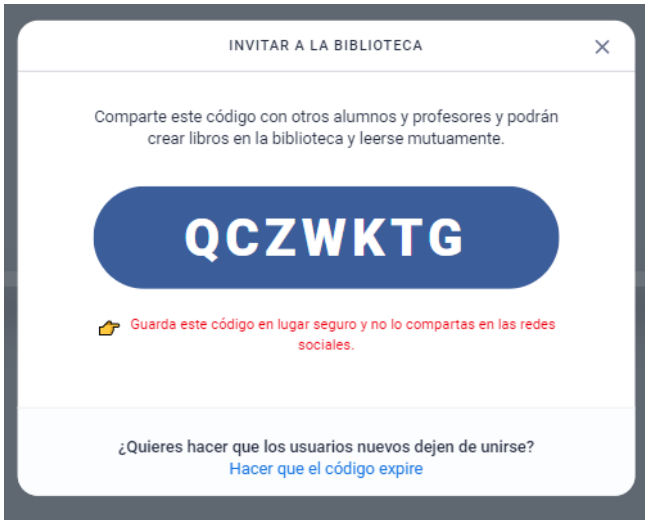 INVITAR A LA BIBLIOTECA
Comparte este código con otros alumnos y profesores y podrán
crear libros en la biblioteca y leerse mutuamente.
QCZWKTG
Guarda este código en lugar seguro y no lo compartas en las redes
sociales.
¿Quieres hacer que los usuarios nuevos dejen de unirse?
Hacer que el código expire